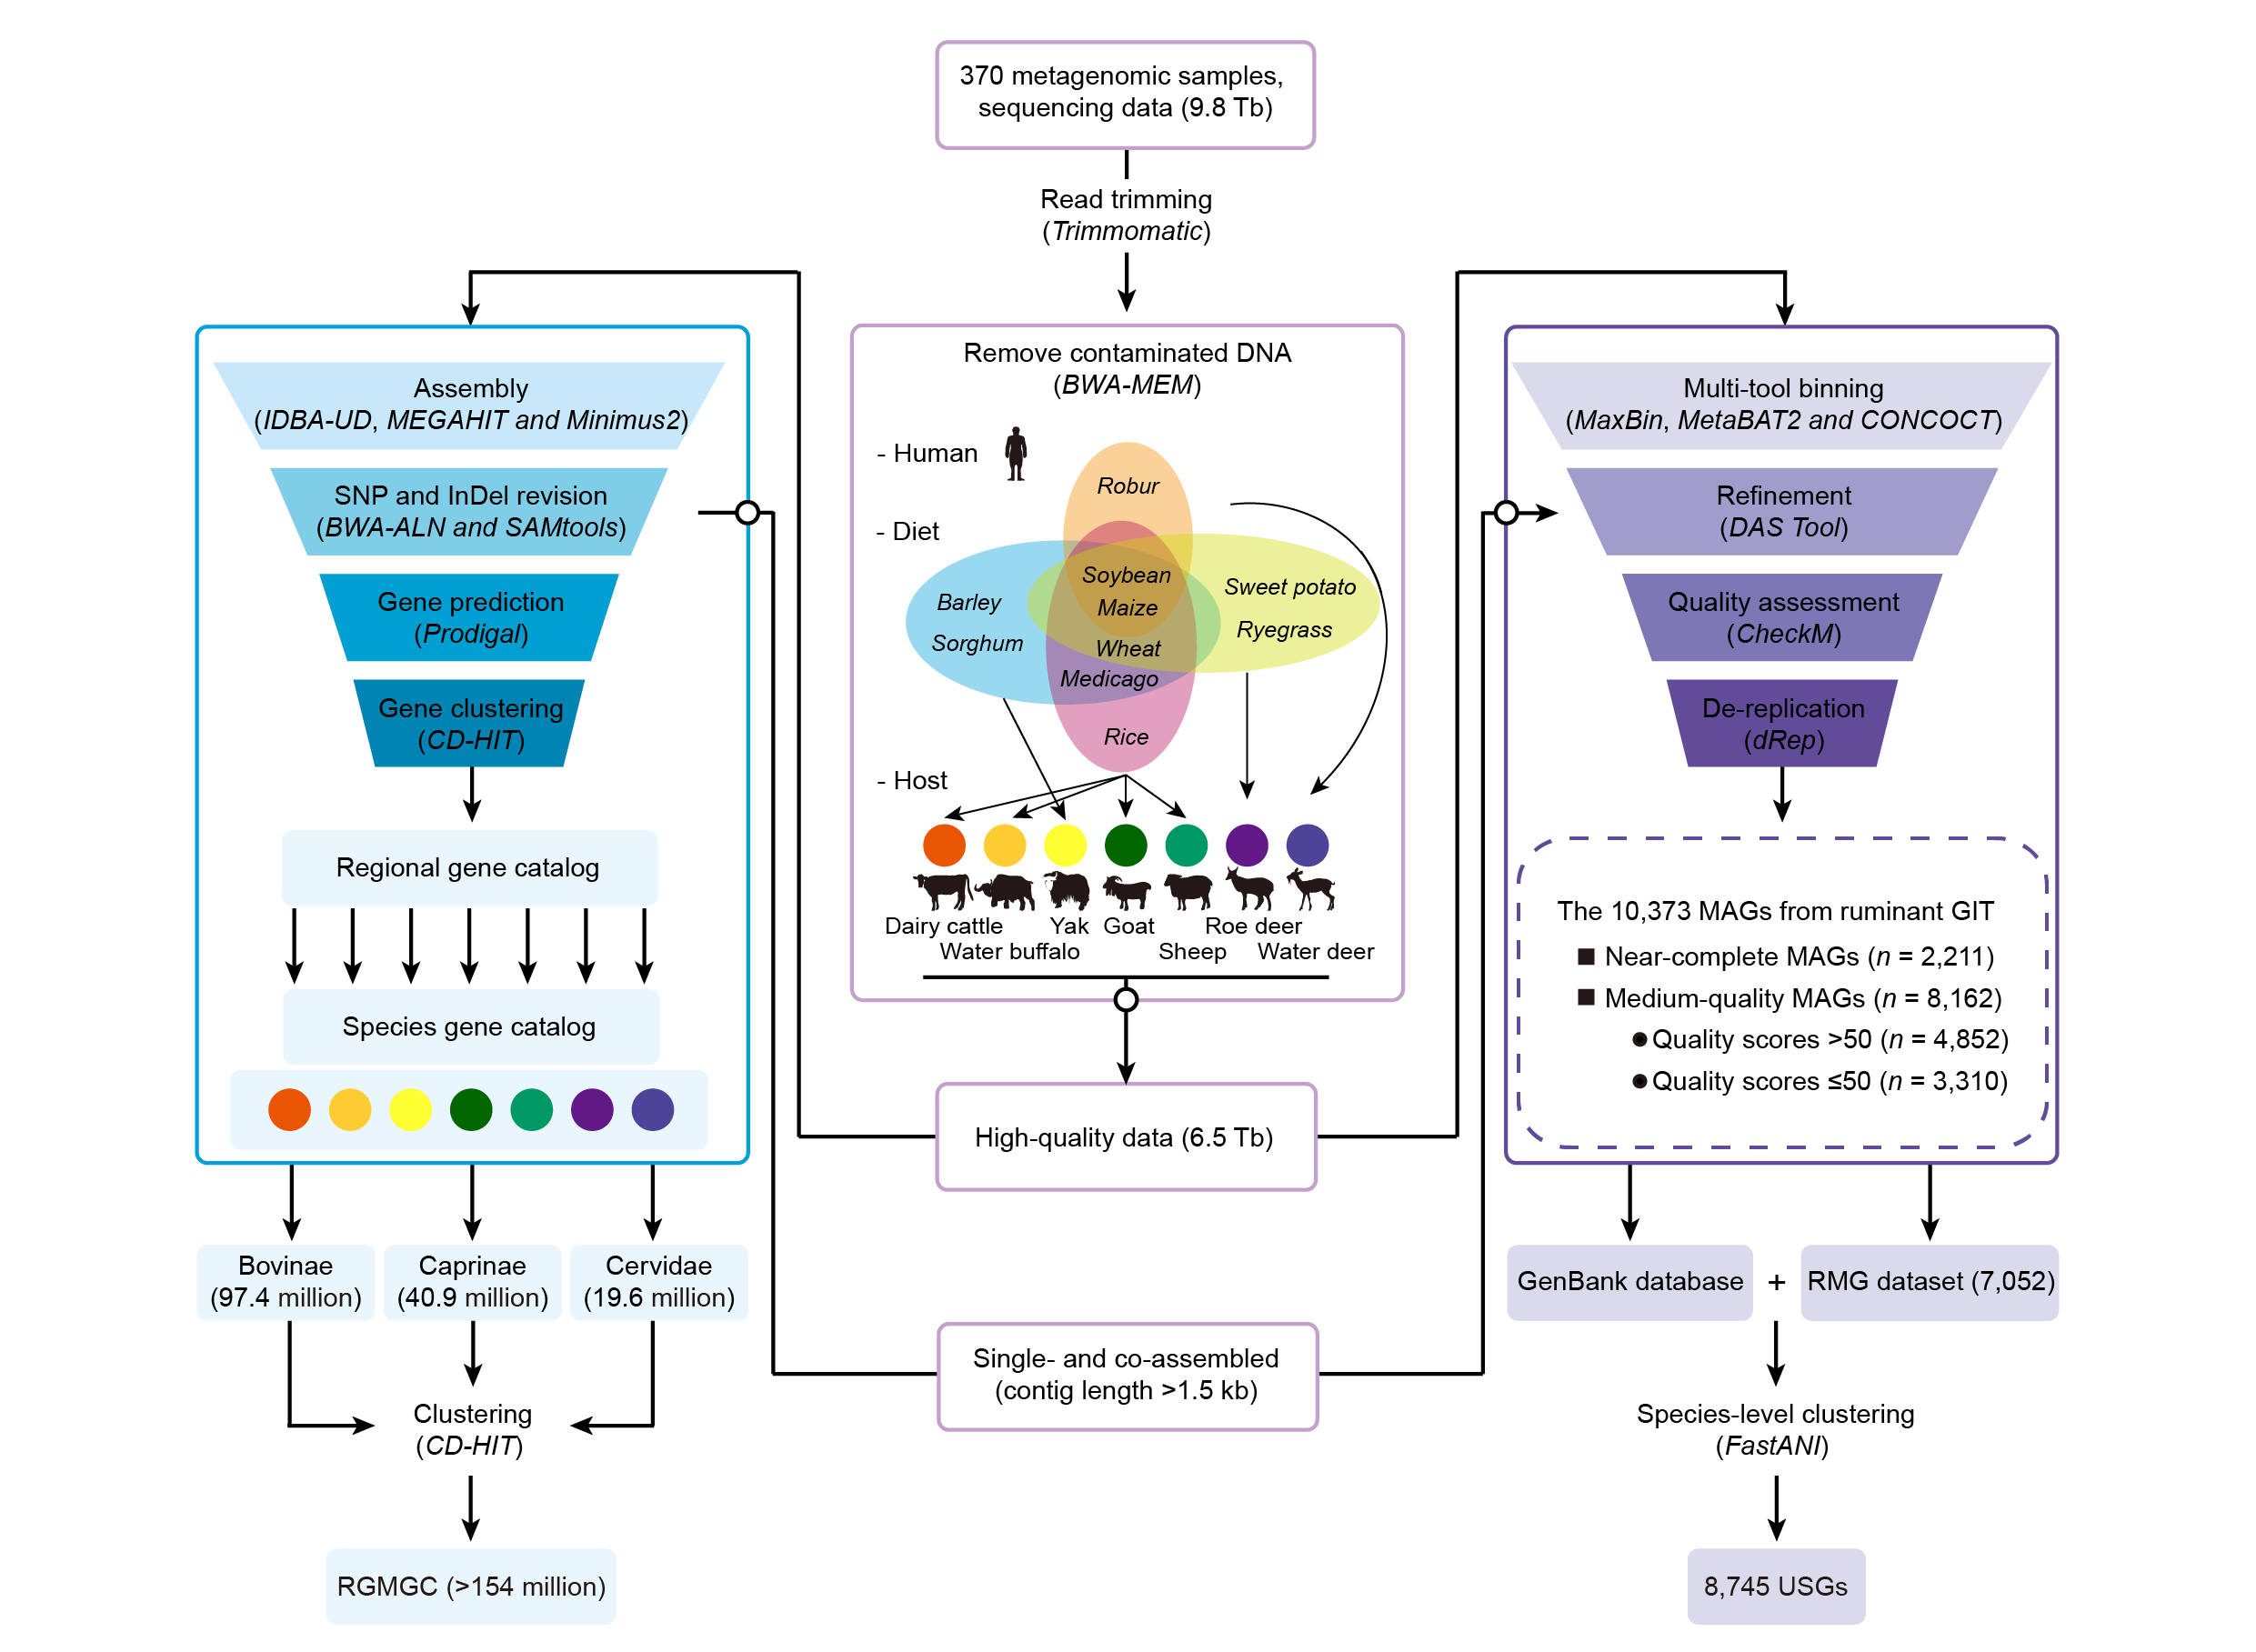 370 metagenomic samples,
sequencing data (9.8 Tb)
Read trimming
(Trimmomatic)
Assembly
(IDBA-UD, MEGAHIT and Minimus2)
SNP and InDel revision
(BWA-ALN and SAMtools)
Gene prediction
(Prodigal)
Gene clustering
(CD-HIT)
Regional gene catalog
Species gene catalog
Bovinae
(97.4 million)
Caprinae
(40.9 million)
Cervidae
(19.6 million)
Clustering
(CD-HIT)
RGMGC (>154 million)
Remove contaminated DNA
(BWA-MEM)
- Human
Robur
- Diet
Soybean
Maize
Wheat
Medicago
Barley
Sorghum
Sweet potato
Ryegrass
Rice
- Host
Dairy cattle
Water buffalo
Yak
Goat
Sheep
Roe deer
Water deer
High-quality data (6.5 Tb)
Single- and co-assembled
(contig length >1.5 kb)
Multi-tool binning
(MaxBin, MetaBAT2 and CONCOCT)
Refinement
(DAS Tool)
Quality assessment
(CheckM)
De-replication
(dRep)
The 10,373 MAGs from ruminant GIT
■ Near-complete MAGs (n = 2,211)
■ Medium-quality MAGs (n = 8,162)
● Quality scores >50 (n = 4,852)
● Quality scores ≤50 (n = 3,310)
GenBank database + RMG dataset (7,052)
Species-level clustering
(FastANI)
8,745 USGs